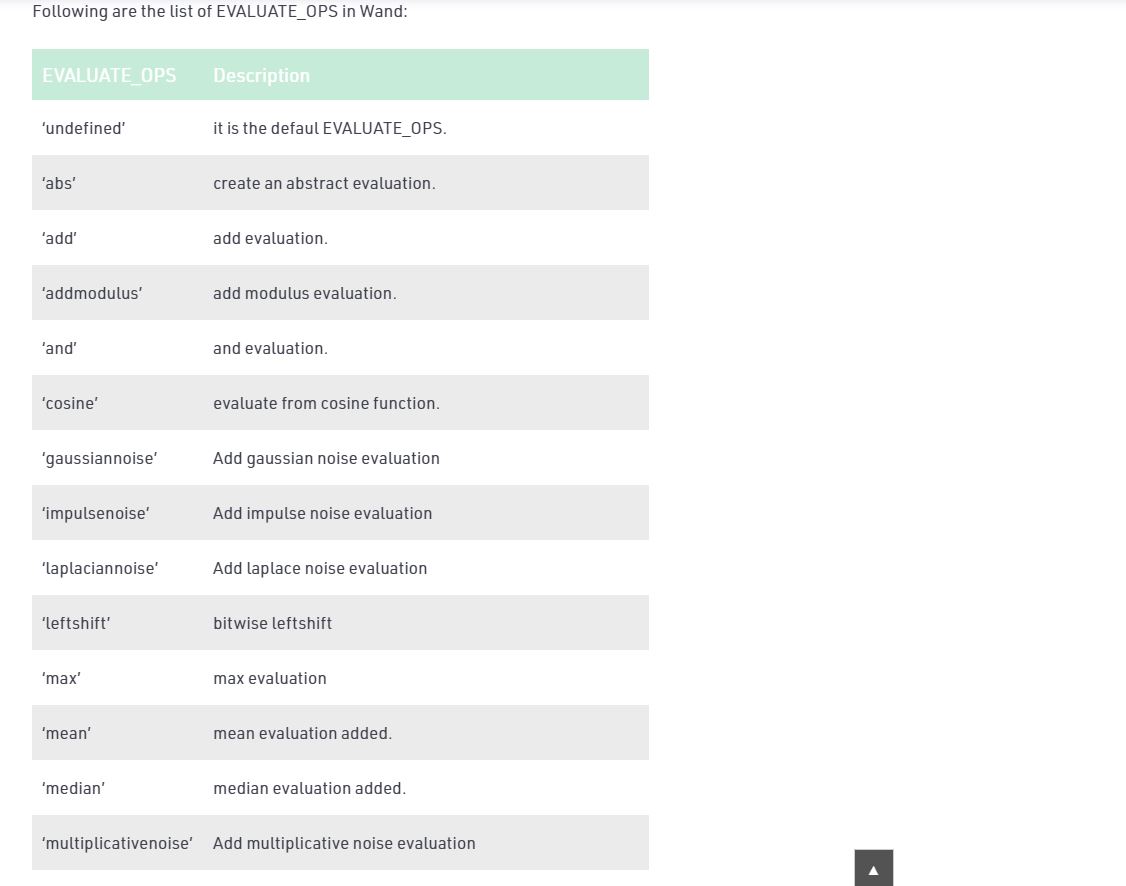 Following are the list of EVALUATE_OPS in Wand:
EVALUATE_OPS Description
‘undefined’ it is the defaul EVALUATE_OPS.
‘abs’ create an abstract evaluation.
‘add’ add evaluation.
‘addmodulus’ add modulus evaluation.
‘and’ and evaluation.
‘cosine’ evaluate from cosine function.
‘gaussiannoise’ Add gaussian noise evaluation
‘impulsenoise’ Add impulse noise evaluation
‘laplaciannoise’ Add laplace noise evaluation
‘leftshift’ bitwise leftshift
‘max’ max evaluation
‘mean’ mean evaluation added.
‘median’ median evaluation added.
‘multiplicativenoise’ Add multiplicative noise evaluation